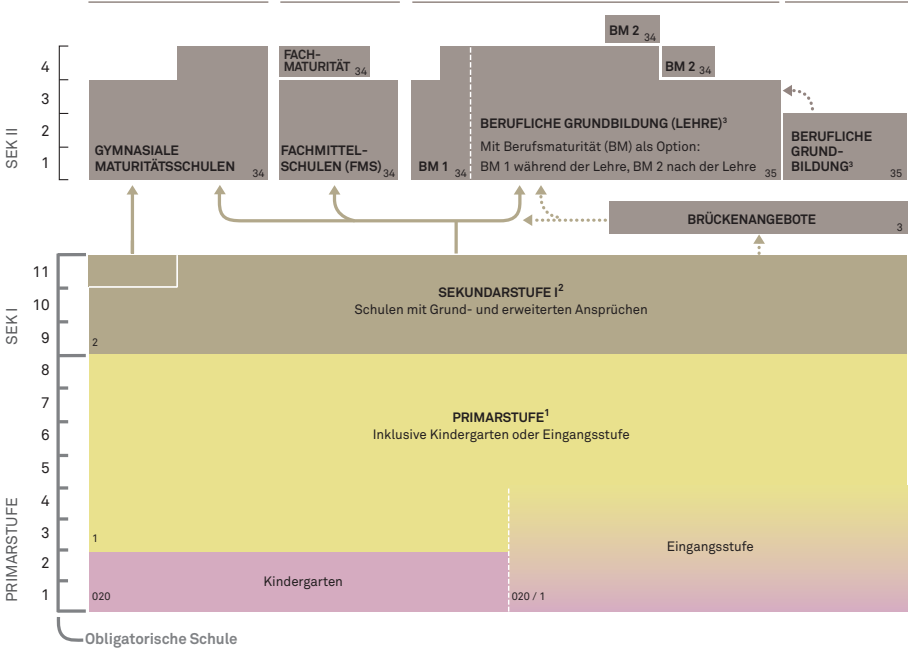 BM 2 34
FACH-
MATURITÄT 34
BM 2 34
4
3
2
1
SEK II
GYMNASIALE
MATURITÄTSSCHULEN 34
FACHMITTEL-
SCHULEN (FMS) 34
BM 1 34
BERUFLICHE GRUNDBILDUNG (LEHRE)³
Mit Berufsmaturität (BM) als Option:
BM 1 während der Lehre, BM 2 nach der Lehre 35
BERUFLICHE
GRUND-
BILDUNG³ 35
BRÜCKENANGEBOTE 3
11
10
9
SEK I
SEKUNDARSTUFE I²
Schulen mit Grund- und erweiterten Ansprüchen
2
8
7
6
5
4
3
2
1
PRIMARSTUFE
PRIMARSTUFE¹
Inklusive Kindergarten oder Eingangsstufe
1
Eingangsstufe
Kindergarten
020
020 / 1
Obligatorische Schule